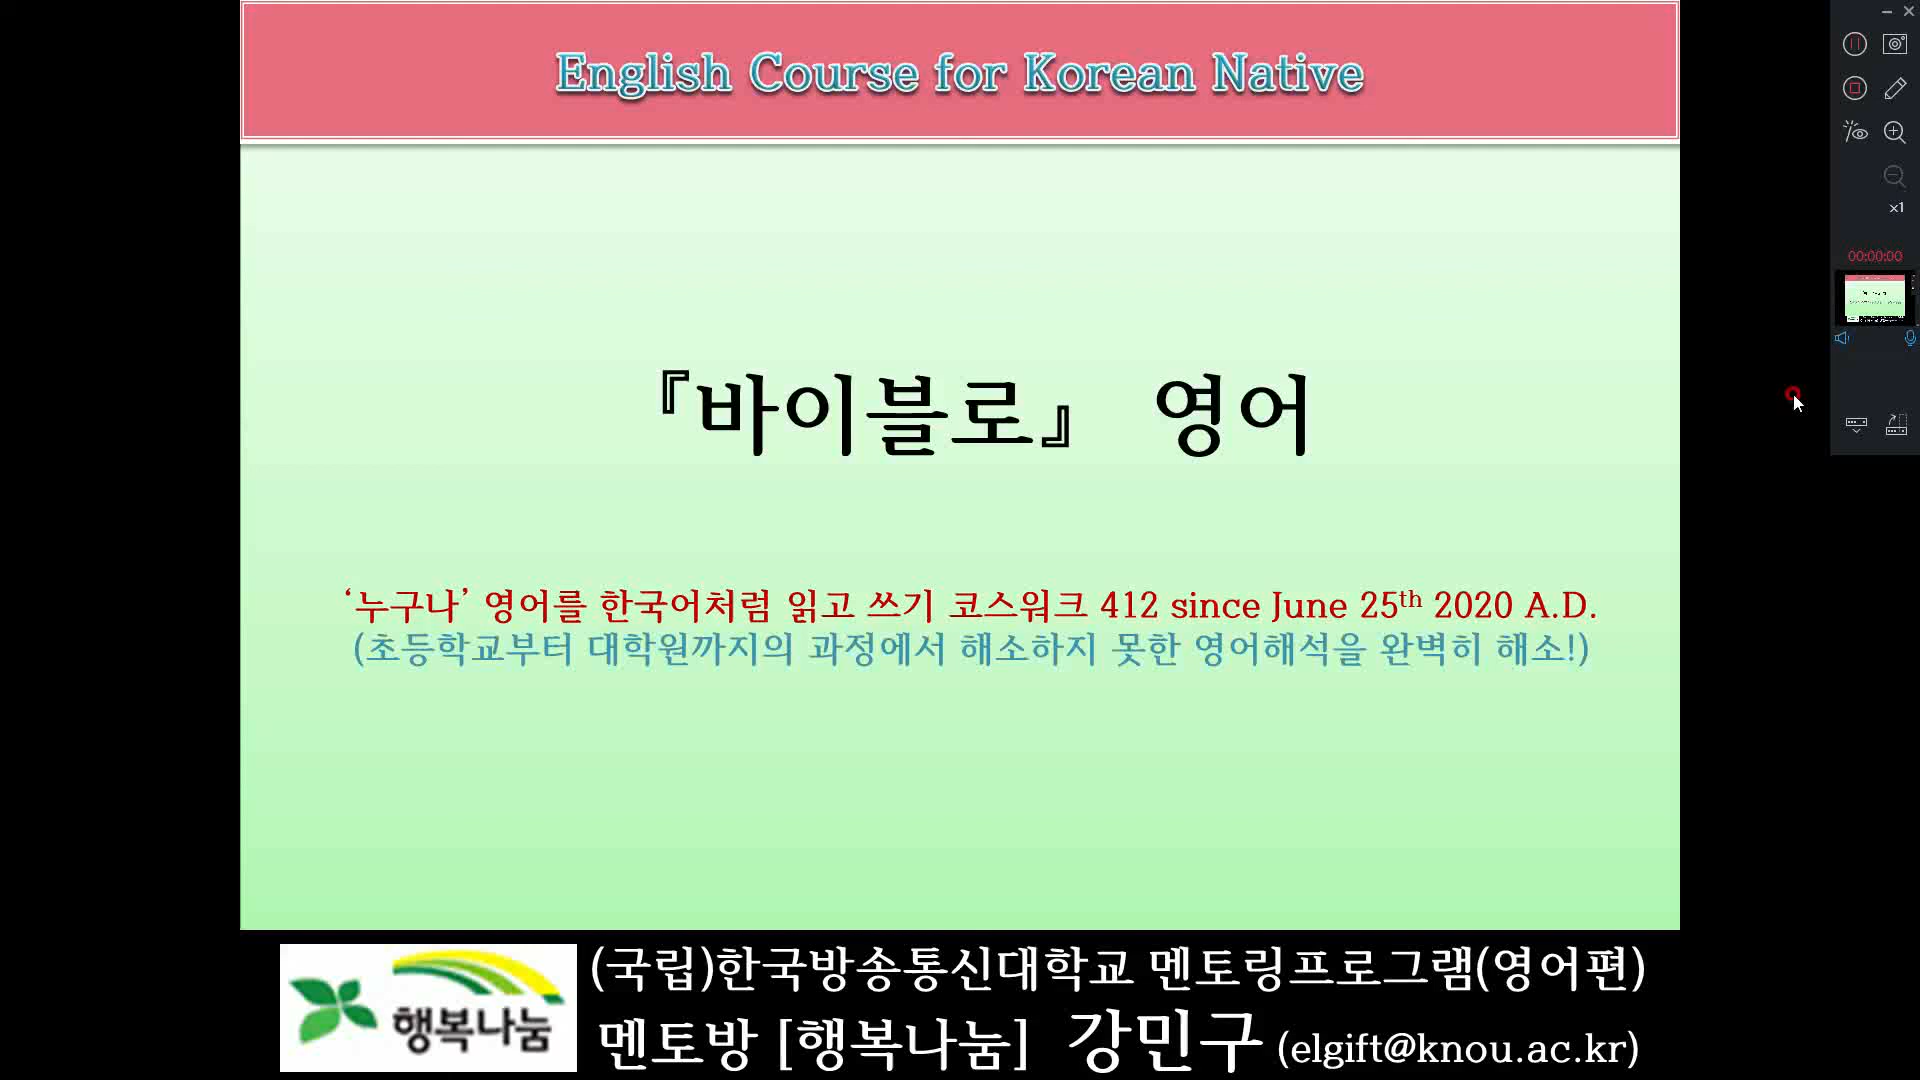 English Course for Korean Native
『바이블로』 영어
‘누구나’ 영어를 한국어처럼 읽고 쓰기 코스워크 412 since June 25th 2020 A.D.
(초등학교부터 대학원까지의 과정에서 해소하지 못한 영어해석을 완벽히 해소!)
행복나눔
(국립)한국방송통신대학교 멘토링프로그램(영어편)
멘토방 [행복나눔] 강민구 (elgift@knou.ac.kr)
x1
00:00:00